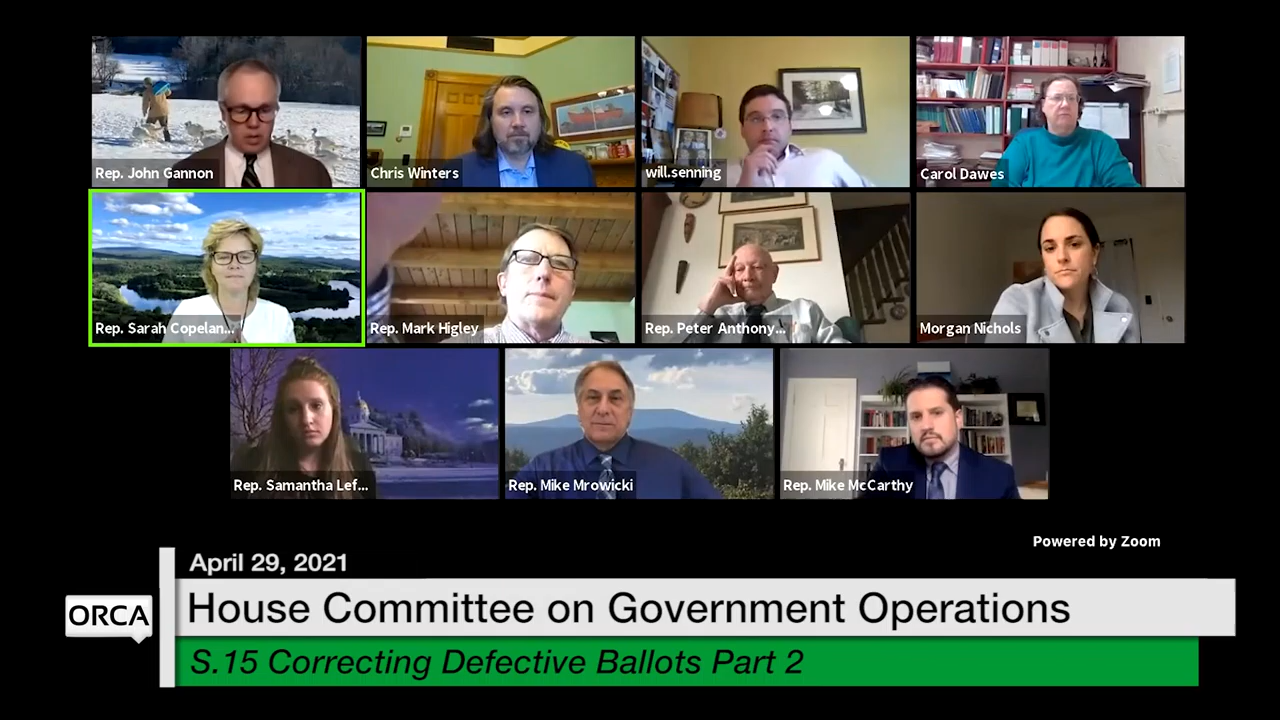 Rep. John Gannon
Chris Winters
will.senning
Carol Dawes
Rep. Sarah Copelan...
Rep. Mark Higley
Rep. Peter Anthony...
Morgan Nichols
Rep. Samantha Lef...
Rep. Mike Mrowicki
Rep. Mike McCarthy
Powered by Zoom
April 29, 2021
ORCA
House Committee on Government Operations
S.15 Correcting Defective Ballots Part 2